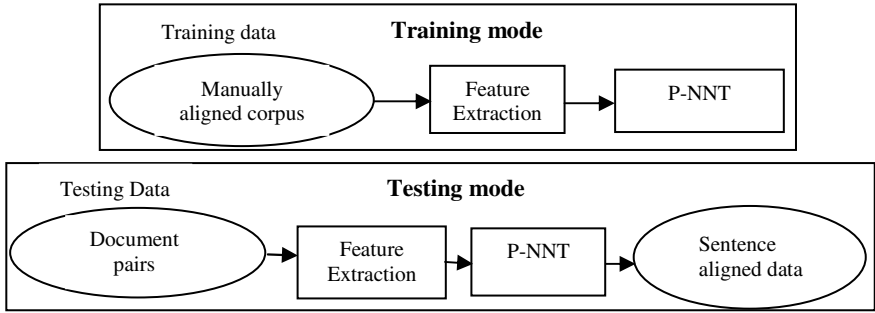 Training data
Training mode
Manually
aligned corpus
Feature
Extraction
P-NNT
Testing Data
Testing mode
Document
pairs
Feature
Extraction
P-NNT
Sentence
aligned data